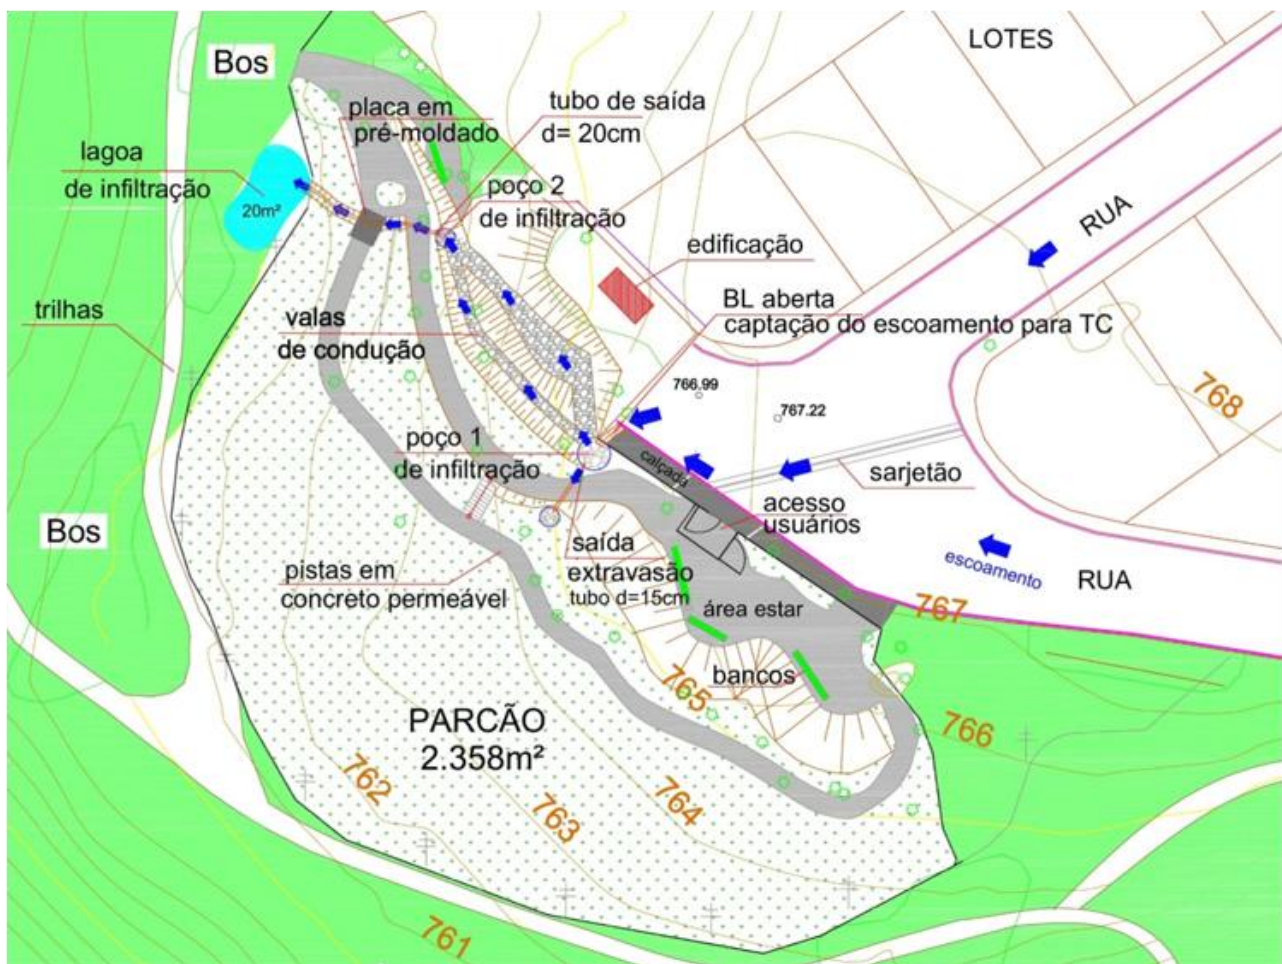 LOTES
Bos
placa em
pré-moldado
tubo de saída
d= 20cm
lagoa
de infiltração
20m²
poço 2
de infiltração
RUA
edificação
BL aberta
captação do escoamento para TC
trilhas
valas
de condução
766.99
767.22
768
poço 1
de infiltração
calçada
sarjetão
acesso
usuários
Bos
saída
extravasão
tubo d=15cm
escoamento
RUA
pistas em
concreto permeável
área estar
767
bancos
765
766
PARCÃO
2.358m²
762
763
764
761